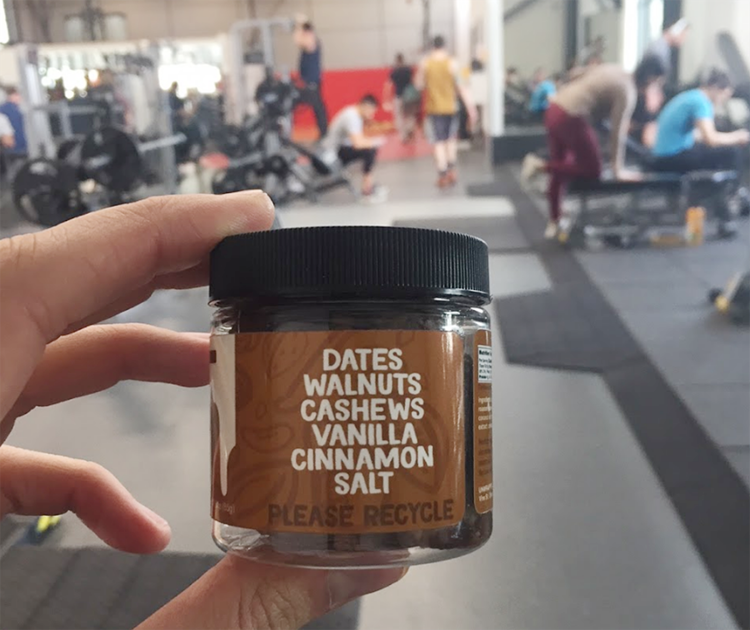 DATES
WALNUTS
CASHEWS
VANILLA
CINNAMON
SALT
PLEASE RECYCLE